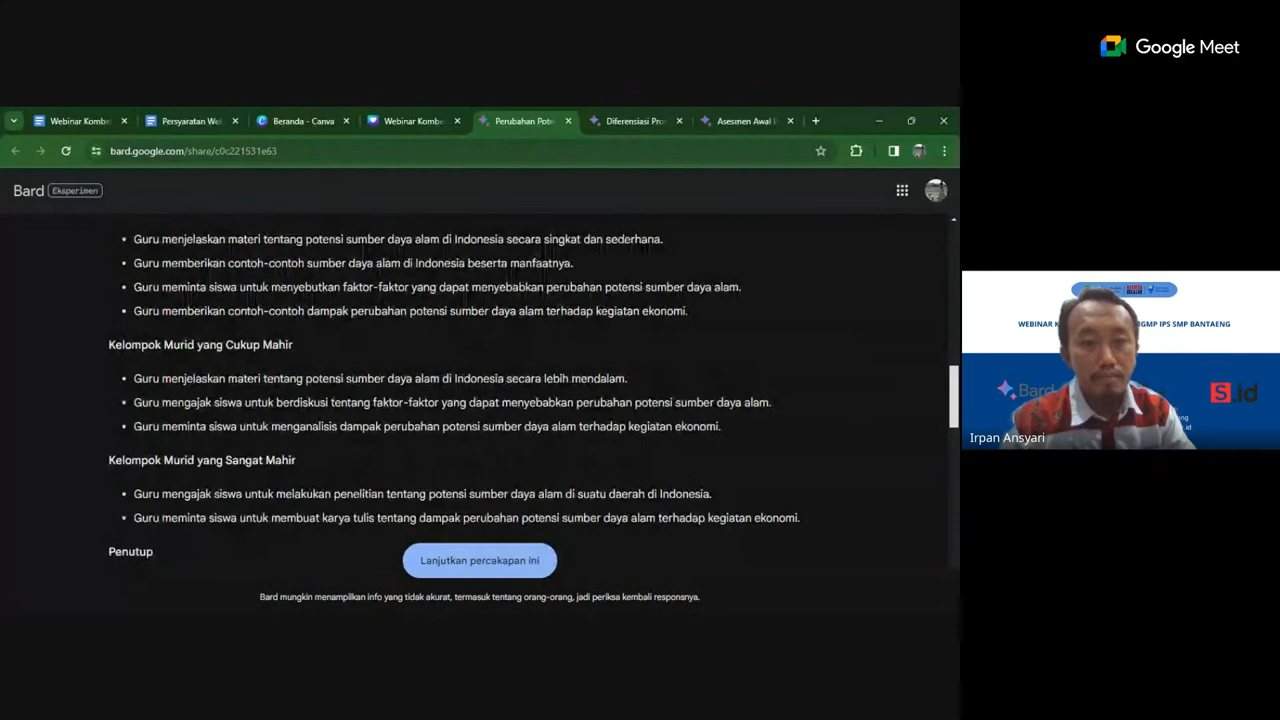 Google Meet
Webinar Kombel
Persyaratan We
Beranda - Canva
Webinar Kombe
Perubahan Pote
Diferensiasi Pro
Asesmen Awal
bard.google.com/share/c0c221531e63
Bard Eksperimen
• Guru menjelaskan materi tentang potensi sumber daya alam di Indonesia secara singkat dan sederhana.
• Guru memberikan contoh-contoh sumber daya alam di Indonesia beserta manfaatnya.
• Guru meminta siswa untuk menyebutkan faktor-faktor yang dapat menyebabkan perubahan potensi sumber daya alam.
• Guru memberikan contoh-contoh dampak perubahan potensi sumber daya alam terhadap kegiatan ekonomi.
Kelompok Murid yang Cukup Mahir
• Guru menjelaskan materi tentang potensi sumber daya alam di Indonesia secara lebih mendalam.
• Guru mengajak siswa untuk berdiskusi tentang faktor-faktor yang dapat menyebabkan perubahan potensi sumber daya alam.
• Guru meminta siswa untuk menganalisis dampak perubahan potensi sumber daya alam terhadap kegiatan ekonomi.
Kelompok Murid yang Sangat Mahir
• Guru mengajak siswa untuk melakukan penelitian tentang potensi sumber daya alam di suatu daerah di Indonesia.
• Guru meminta siswa untuk membuat karya tulis tentang dampak perubahan potensi sumber daya alam terhadap kegiatan ekonomi.
Penutup
Lanjutkan percakapan ini
Bard mungkin menampilkan info yang tidak akurat, termasuk tentang orang-orang, jadi periksa kembali responsnya.
WEBINAR K MGMP IPS SMP BANTAENG
Bard
S.id
Irpan Ansyari